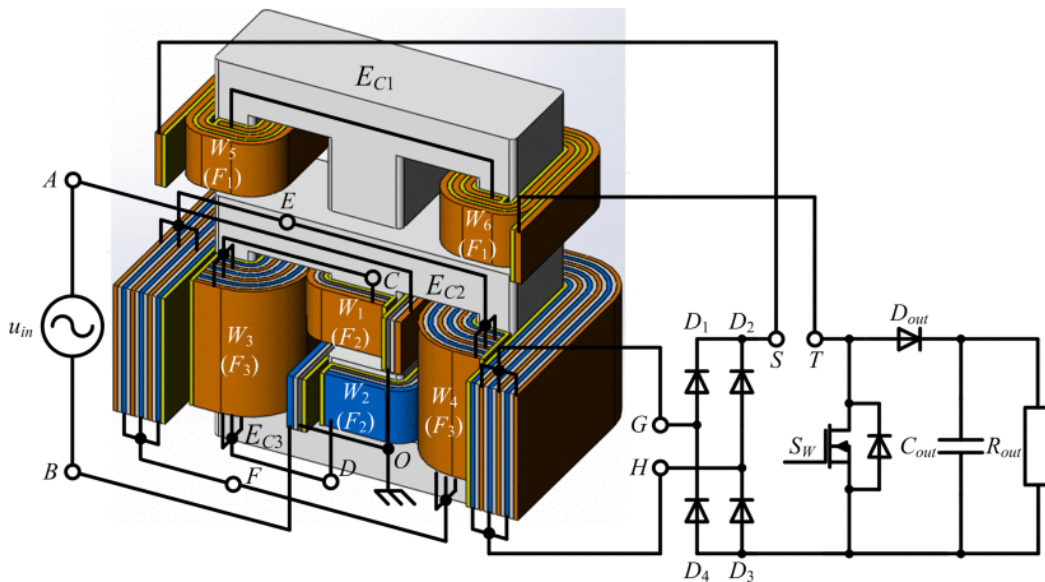 E_C1
W_5
(F_1)
A
E
W_6
(F_1)
C
E_C2
W_1
(F_2)
u_in
W_3
(F_3)
D_1 D_2
S T
D_out
W_2
(F_2)
W_4
(F_3)
G
E_C3
O
H
S_W
C_out
R_out
B
F
D
D_4 D_3